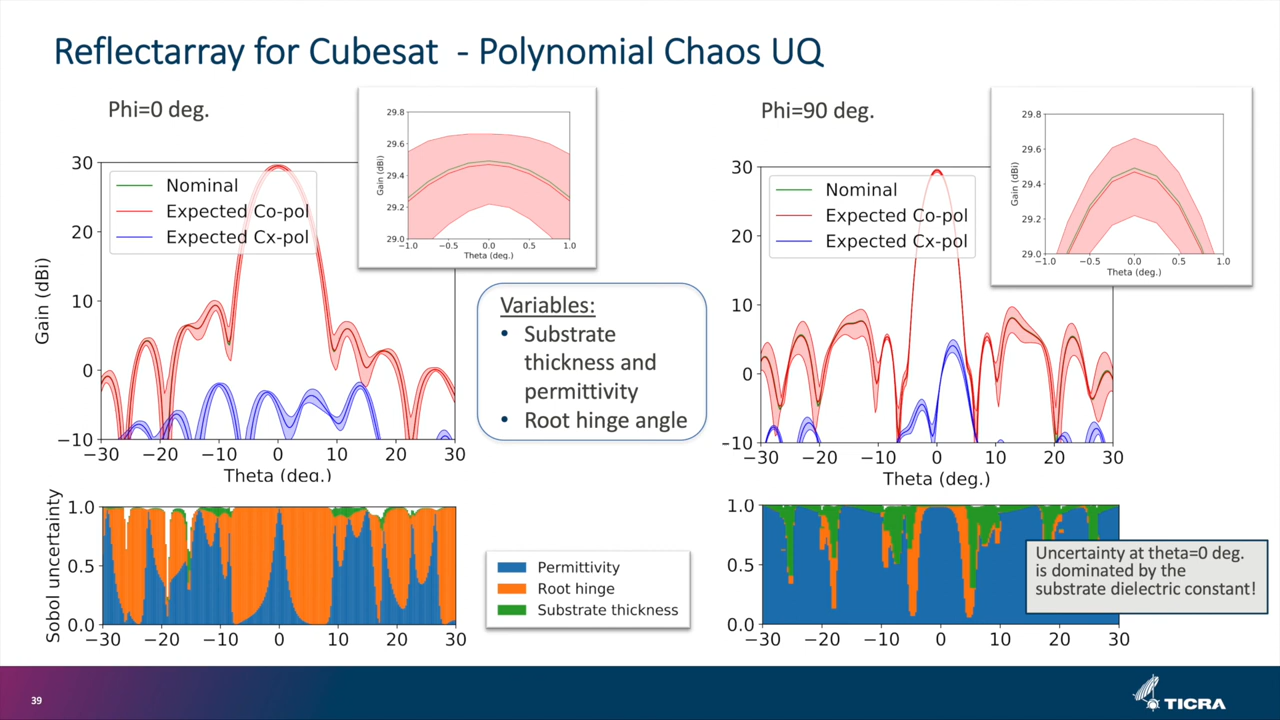 Reflectarray for Cubesat - Polynomial Chaos UQ
Phi=0 deg.
29.8
29.6
29.4
29.2
29.0
Gain (dBi)
−1.0 −0.5 0.0 0.5 1.0
Theta (deg.)
30
20
10
0
−10
Gain (dBi)
Nominal
Expected Co-pol
Expected Cx-pol
−30 −20 −10 0 10 20 30
Theta (deg.)
Variables:
• Substrate
thickness and
permittivity
• Root hinge angle
Phi=90 deg.
29.8
29.6
29.4
29.2
29.0
Gain (dBi)
−1.0 −0.5 0.0 0.5 1.0
Theta (deg.)
30
20
10
0
−10
Nominal
Expected Co-pol
Expected Cx-pol
−30 −20 −10 0 10 20 30
Theta (deg.)
Sobol uncertainty
1.0
0.5
0.0
−30 −20 −10 0 10 20 30
Permittivity
Root hinge
Substrate thickness
1.0
0.5
0.0
−30 −20 −10 0 10 20 30
Uncertainty at theta=0 deg.
is dominated by the
substrate dielectric constant!
39
TICRA